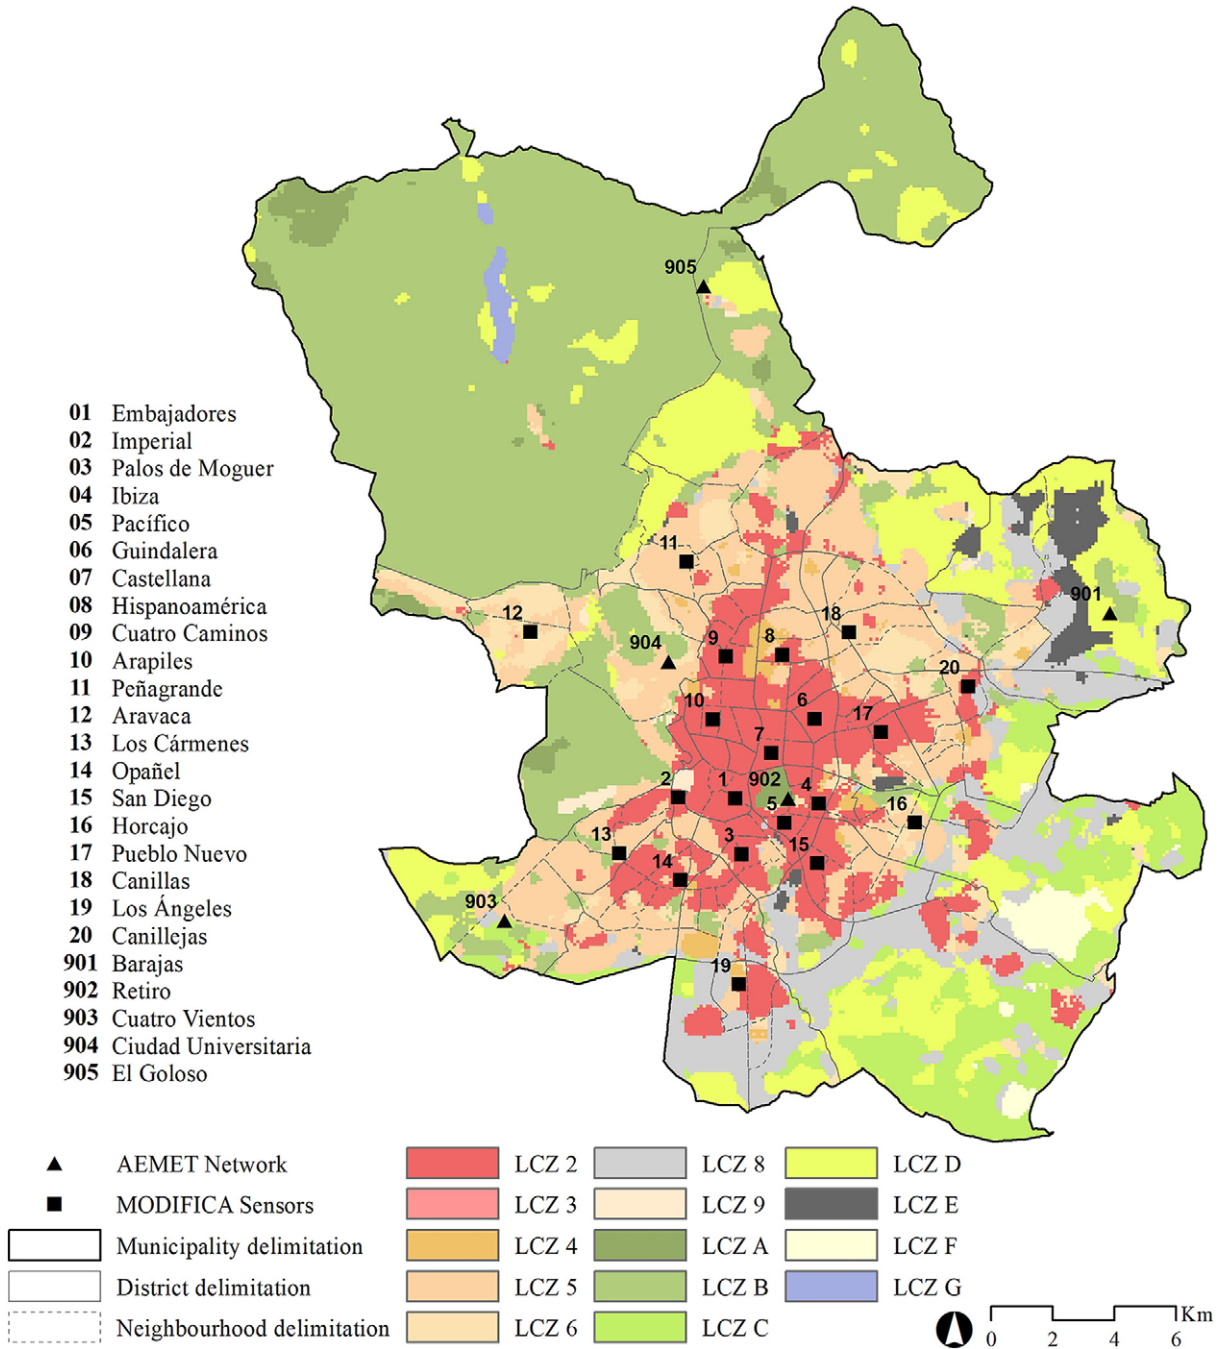 905
01 Embajadores
02 Imperial
03 Palos de Moguer
04 Ibiza
05 Pacífico
06 Guindalera
07 Castellana
08 Hispanoamérica
09 Cuatro Caminos
10 Arapiles
11 Peñagrande
12 Aravaca
13 Los Cármenes
14 Opañel
15 San Diego
16 Horcajo
17 Pueblo Nuevo
18 Canillas
19 Los Ángeles
20 Canillejas
901 Barajas
902 Retiro
903 Cuatro Vientos
904 Ciudad Universitaria
905 El Goloso
11
901
12
18
904
9
8
20
10
6
17
7
2
1
902
4
5
16
13
3
15
14
903
19
AEMET Network
MODIFICA Sensors
Municipality delimitation
District delimitation
Neighbourhood delimitation
LCZ 2
LCZ 3
LCZ 4
LCZ 5
LCZ 6
LCZ 8
LCZ 9
LCZ A
LCZ B
LCZ C
LCZ D
LCZ E
LCZ F
LCZ G
Km
0 2 4 6